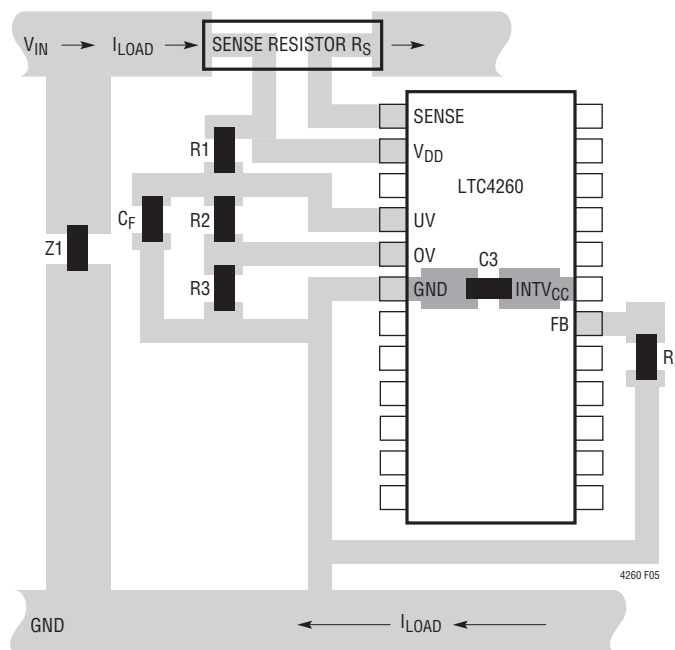 VIN
ILOAD
SENSE RESISTOR RS
SENSE
VDD
LTC4260
R1
CF
R2
UV
Z1
OV
C3
R3
GND
INTVCC
FB
R
4260 F05
GND
ILOAD